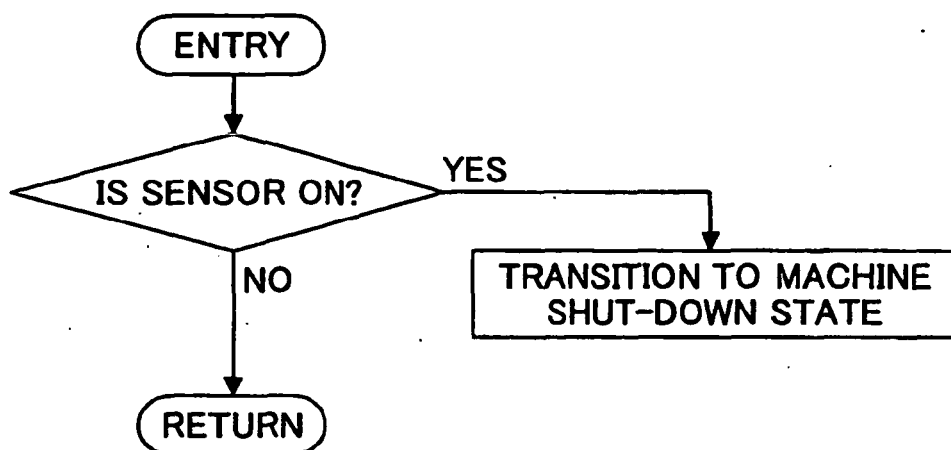 ENTRY
IS SENSOR ON?
YES
TRANSITION TO MACHINE
SHUT-DOWN STATE
NO
RETURN